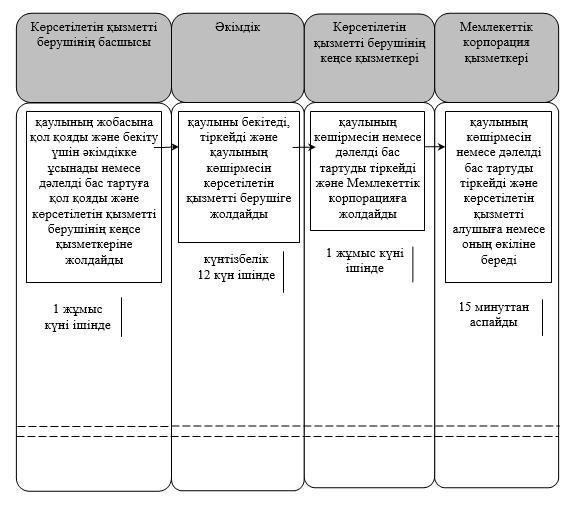 Көрсетілетін қызметті
берушінің басшысы
Әкімдік
Көрсетілетін
қызметті берушінің
кеңсе қызметкері
Мемлекеттік
корпорация
қызметкері
қаулының жобасына
қол қояды және бекіту
үшін әкімдікке
ұсынады немесе
дәлелді бас тартуға
қол қояды және
көрсетілетін қызметті
берушінің кеңсе
қызметкеріне
жолдайды
1 жұмыс
күні ішінде
қаулыны бекітеді,
тіркейді және
қаулының
көшірмесін
көрсетілетін
қызметті берушіге
жолдайды
күнтізбелік
12 күн ішінде
қаулының
көшірмесін немесе
дәлелді бас
тартуды тіркейді
және Мемлекеттік
корпорацияға
жолдайды
1 жұмыс күні
ішінде
қаулының
көшірмесін
немесе дәлелді
бас тартуды
тіркейді және
көрсетілетін
қызметті
алушыға немесе
оның өкіліне
береді
15 минуттан
аспайды